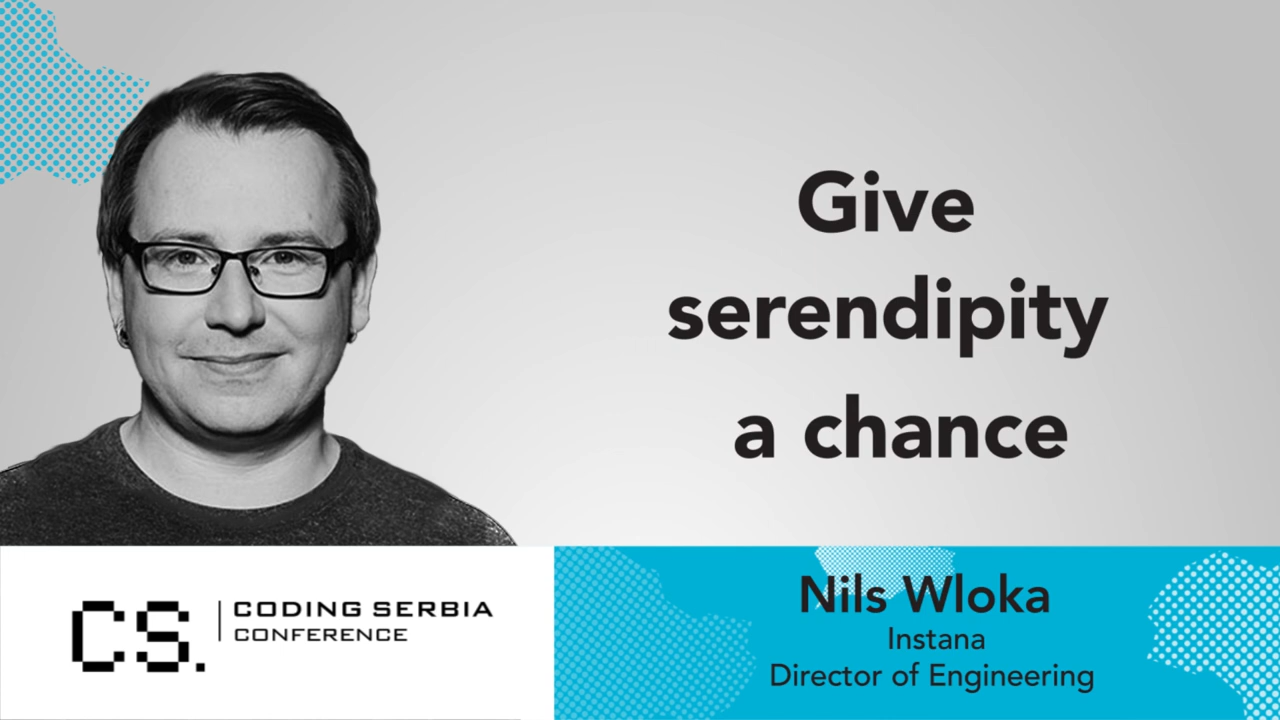 Give
serendipity
a chance
CS.
CODING SERBIA
CONFERENCE
Nils Wloka
Instana
Director of Engineering